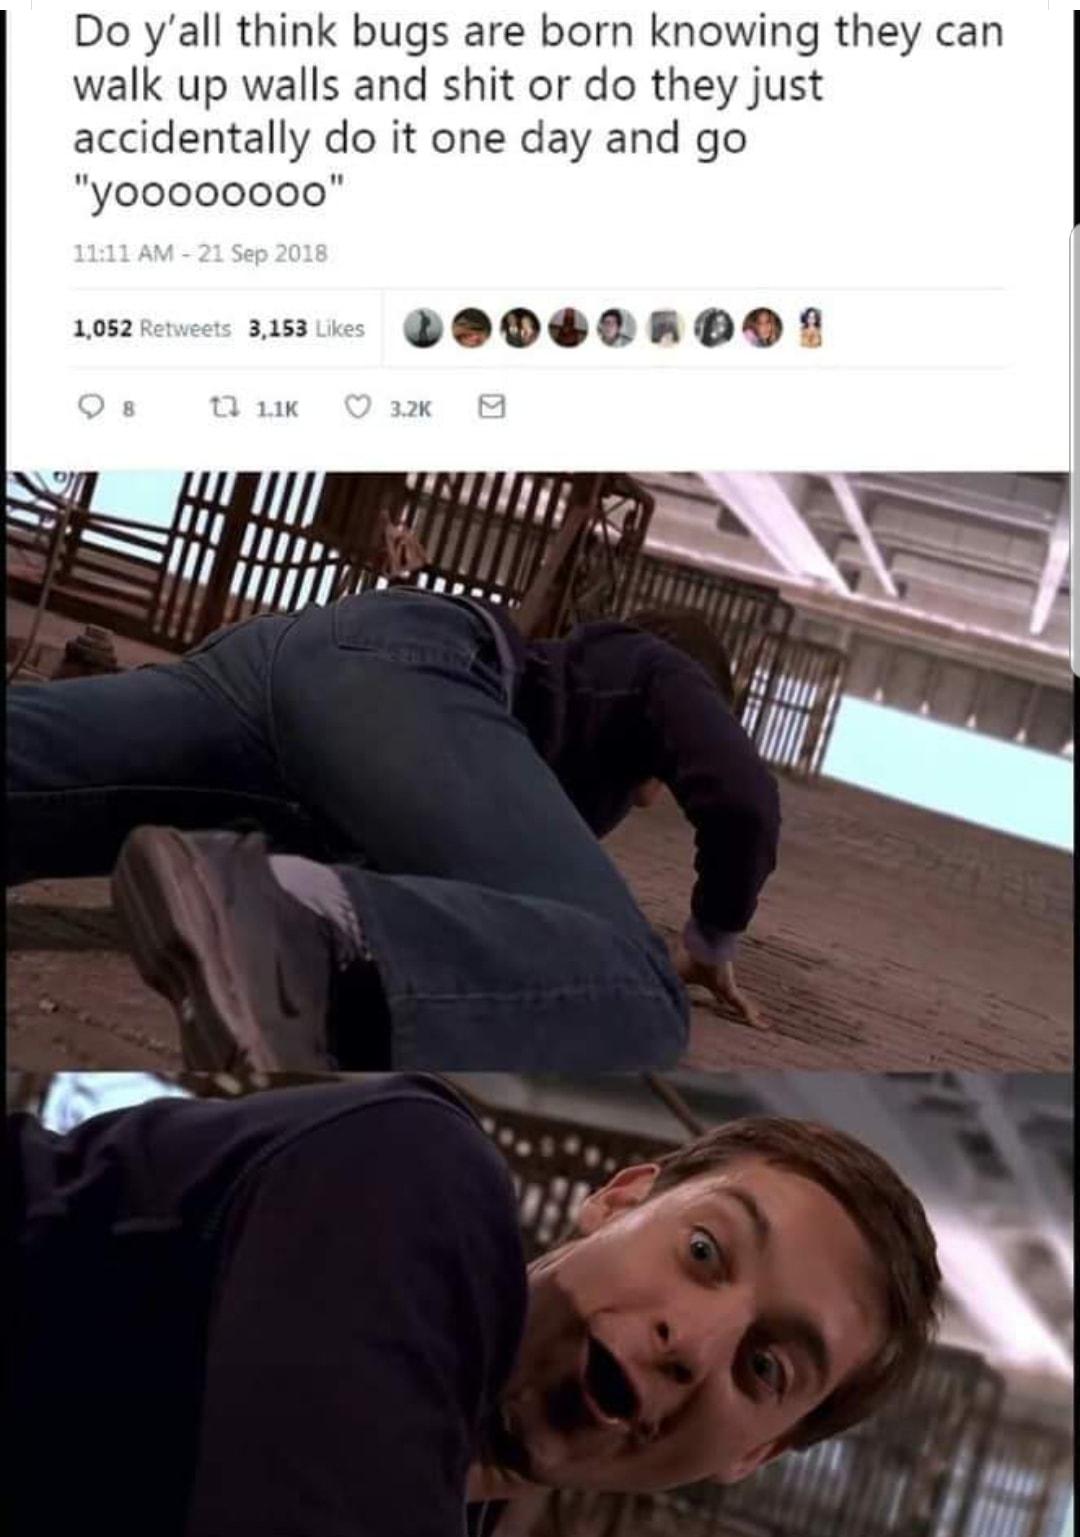 Do y'all think bugs are born knowing they can
walk up walls and shit or do they just
accidentally do it one day and go
"yoooooooo"
11:11 AM - 21 Sep 2018
1,052 Retweets 3,153 Likes
8 1.1K 3.2K